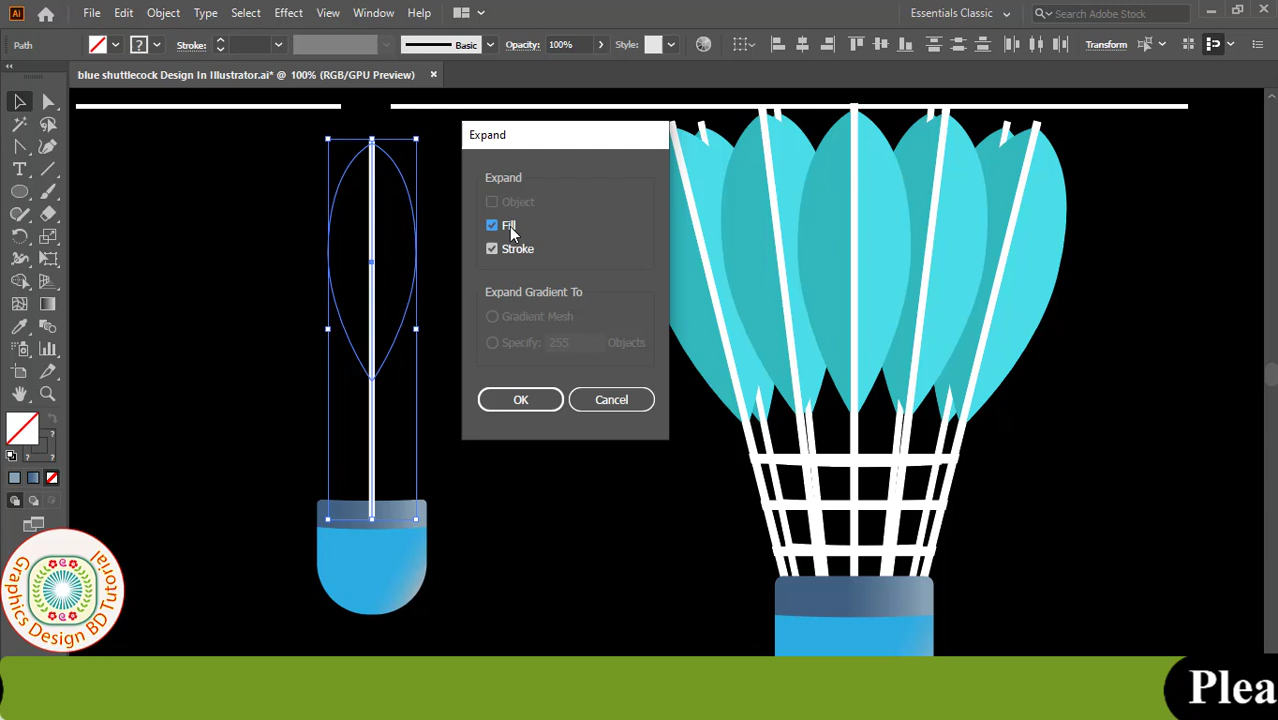 Ai File Edit Object Type Select Effect View Window Help Essentials Classic Search Adobe Stock
Path ? Stroke: Basic Opacity: 100% Style: Transform
blue shuttlecock Design In Illustrator.ai* @ 100% (RGB/GPU Preview) ×
Expand
Expand
Object
Fill
Stroke
Expand Gradient To
Gradient Mesh
Specify: 255 Objects
OK Cancel
?
? ?
Graphics Design BD Tutorial
Plea